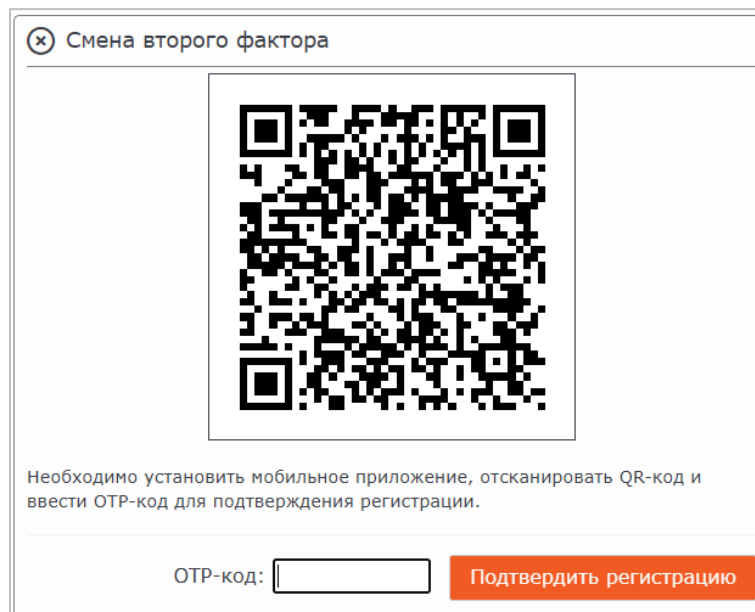 Смена второго фактора
Необходимо установить мобильное приложение, отсканировать QR-код и
ввести OTP-код для подтверждения регистрации.
OTP-код:
Подтвердить регистрацию